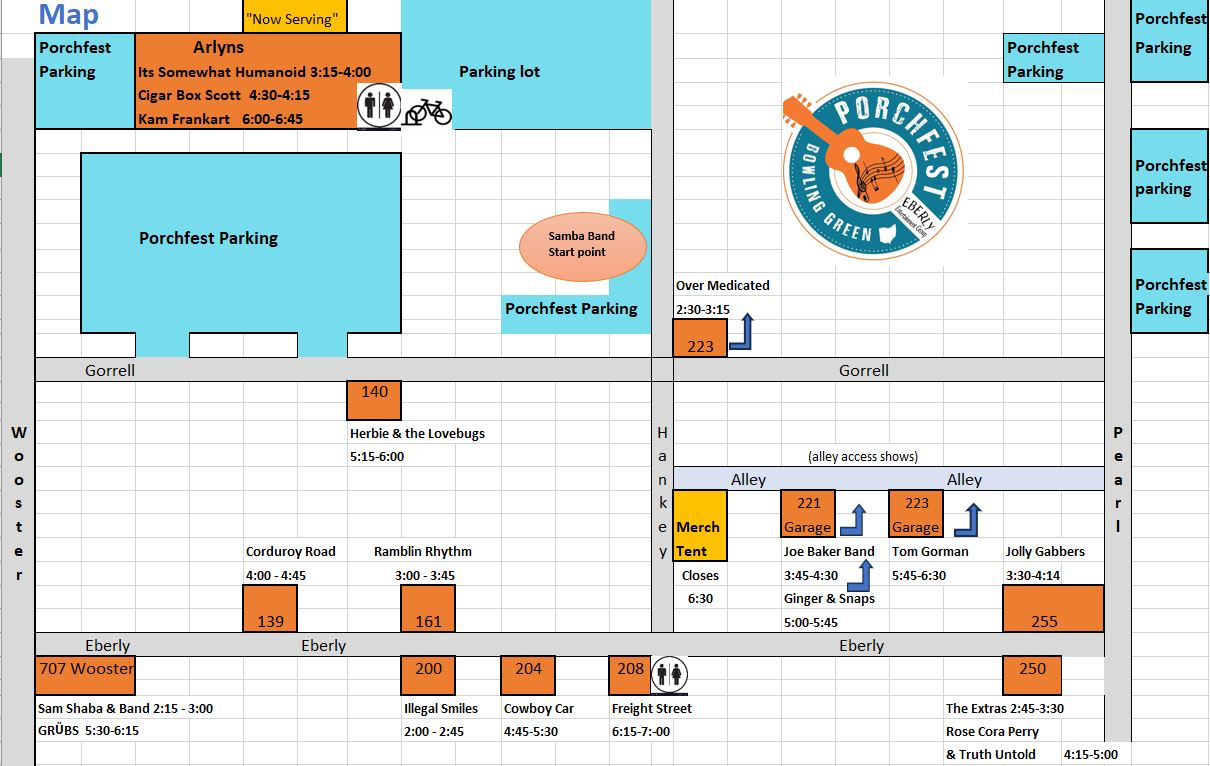 Map
"Now Serving"
Porchfest
Parking
Arlyns
Its Somewhat Humanoid 3:15-4:00
Cigar Box Scott 4:30-4:15
Kam Frankart 6:00-6:45
Parking lot
Porchfest
Parking
Porchfest
Parking
PORCHFEST
BOWLING GREEN
EBERLY
Entertainment Group
Porchfest
parking
Porchfest Parking
Samba Band
Start point
Porchfest Parking
Over Medicated
2:30-3:15
223
Porchfest
Parking
Gorrell
Gorrell
140
Herbie & the Lovebugs
5:15-6:00
Wooster
Hankey
Pearl
(alley access shows)
Alley
Alley
Merch
Tent
Closes
6:30
221
Garage
Joe Baker Band
3:45-4:30
Ginger & Snaps
5:00-5:45
223
Garage
Tom Gorman
5:45-6:30
Jolly Gabbers
3:30-4:14
255
Corduroy Road
4:00 - 4:45
139
Ramblin Rhythm
3:00 - 3:45
161
Eberly
Eberly
Eberly
707 Wooster
Sam Shaba & Band 2:15 - 3:00
GRÜBS 5:30-6:15
200
Illegal Smiles
2:00 - 2:45
204
Cowboy Car
4:45-5:30
208
Freight Street
6:15-7:-00
250
The Extras 2:45-3:30
Rose Cora Perry
& Truth Untold 4:15-5:00